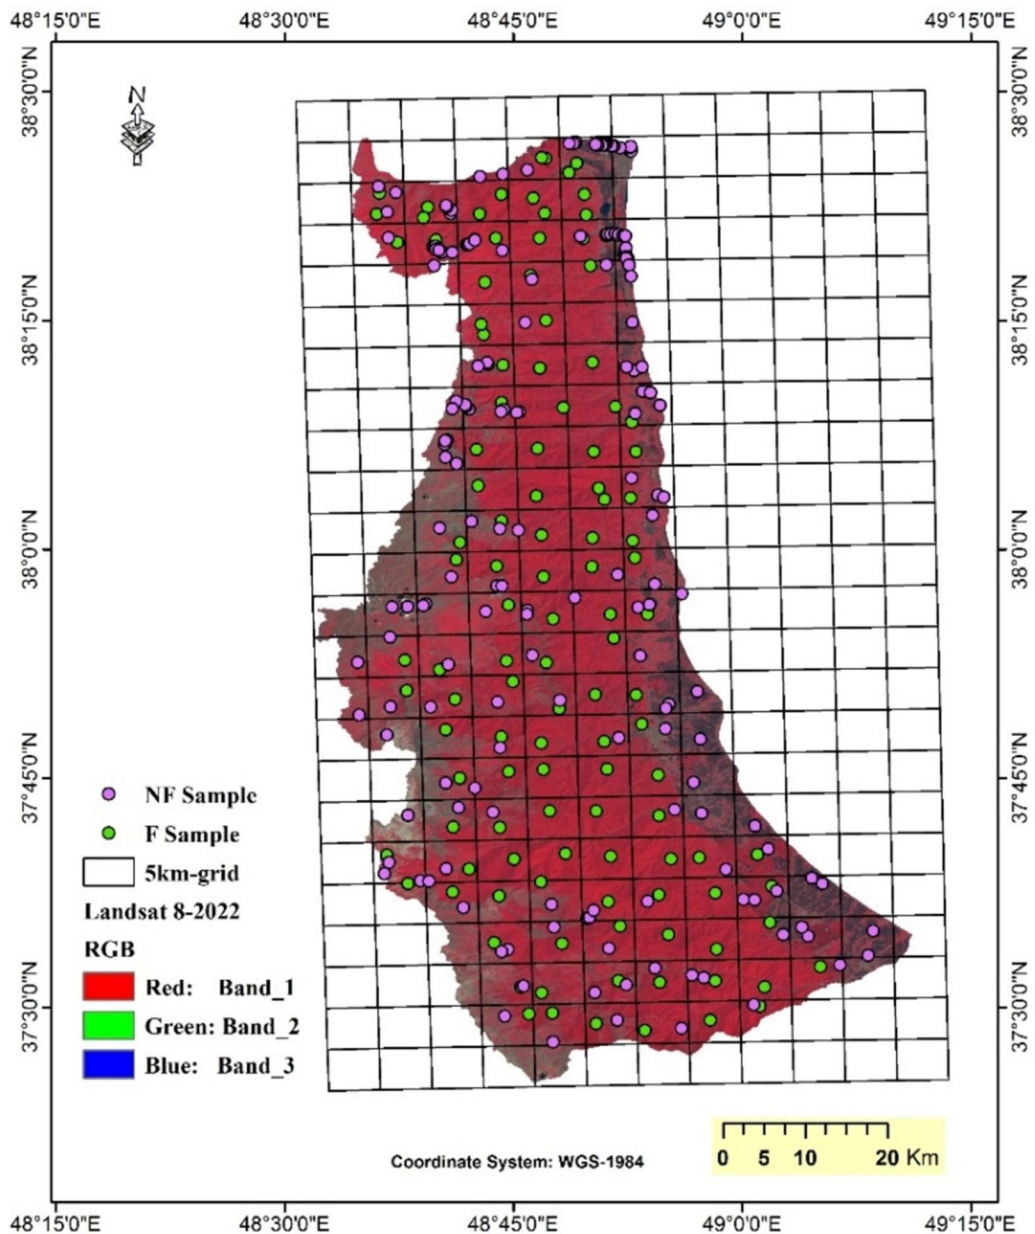 48°15'0"E 48°30'0"E 48°45'0"E 49°0'0"E 49°15'0"E
N
38°30'0"N 38°30'0"N
38°15'0"N 38°15'0"N
38°0'0"N 38°0'0"N
37°45'0"N 37°45'0"N
NF Sample
F Sample
5km-grid
Landsat 8-2022
RGB
Red: Band_1
37°30'0"N 37°30'0"N
Green: Band_2
Blue: Band_3
Coordinate System: WGS-1984
0 5 10 20 Km
48°15'0"E 48°30'0"E 48°45'0"E 49°0'0"E 49°15'0"E